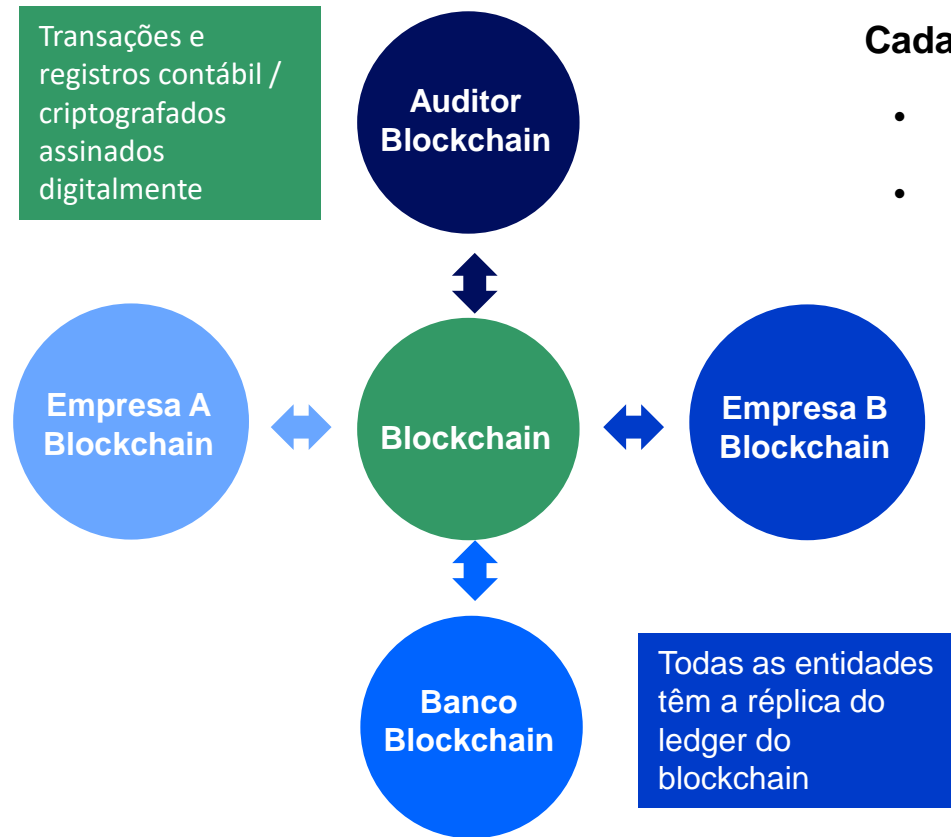 Transações e
registros contábil /
criptografados
assinados
digitalmente
Cada
•
•
Auditor
Blockchain
Empresa A
Blockchain
Blockchain
Empresa B
Blockchain
Banco
Blockchain
Todas as entidades
têm a réplica do
ledger do
blockchain